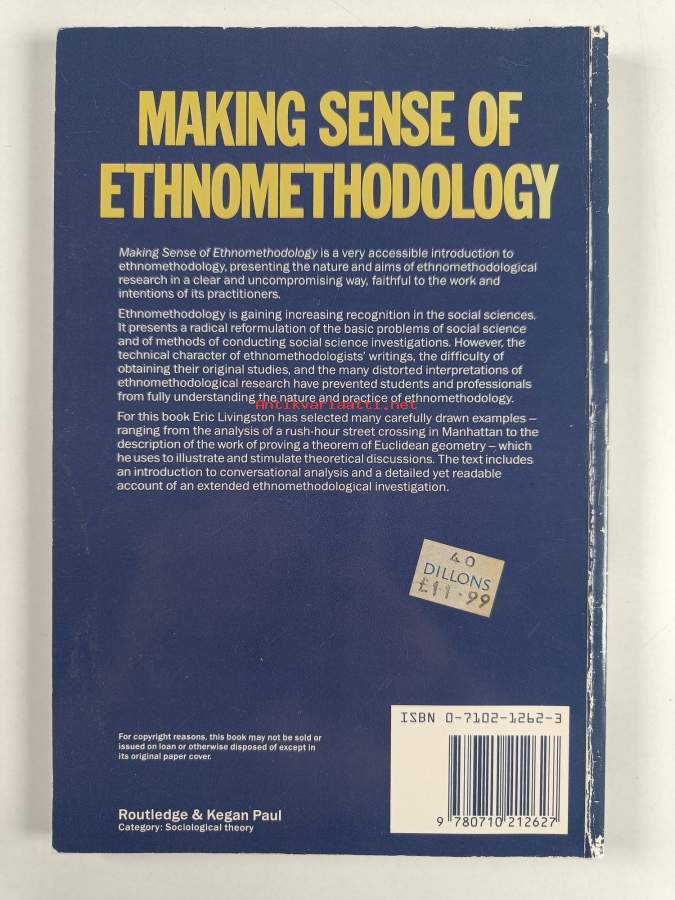 MAKING SENSE OF
ETHNOMETHODOLOGY
Making Sense of Ethnomethodology is a very accessible introduction to
ethnomethodology, presenting the nature and aims of ethnomethodological
research in a clear and uncompromising way, faithful to the work and
intentions of its practitioners.
Ethnomethodology is gaining increasing recognition in the social sciences.
It presents a radical reformulation of the basic problems of social science
and of methods of conducting social science investigations. However, the
technical character of ethnomethodologists' writings, the difficulty of
obtaining their original studies, and the many distorted interpretations of
ethnomethodological research have prevented students and professionals
from fully understanding the nature and practice of ethnomethodology.
Antikvariaatti.net
For this book Eric Livingston has selected many carefully drawn examples –
ranging from the analysis of a rush-hour street crossing in Manhattan to the
description of the work of proving a theorem of Euclidean geometry – which
he uses to illustrate and stimulate theoretical discussions. The text includes
an introduction to conversational analysis and a detailed yet readable
account of an extended ethnomethodological investigation.
40
DILLONS
£11.99
ISBN 0-7102-1262-3
9 780710 212627
For copyright reasons, this book may not be sold or
issued on loan or otherwise disposed of except in
its original paper cover.
Routledge & Kegan Paul
Category: Sociological theory